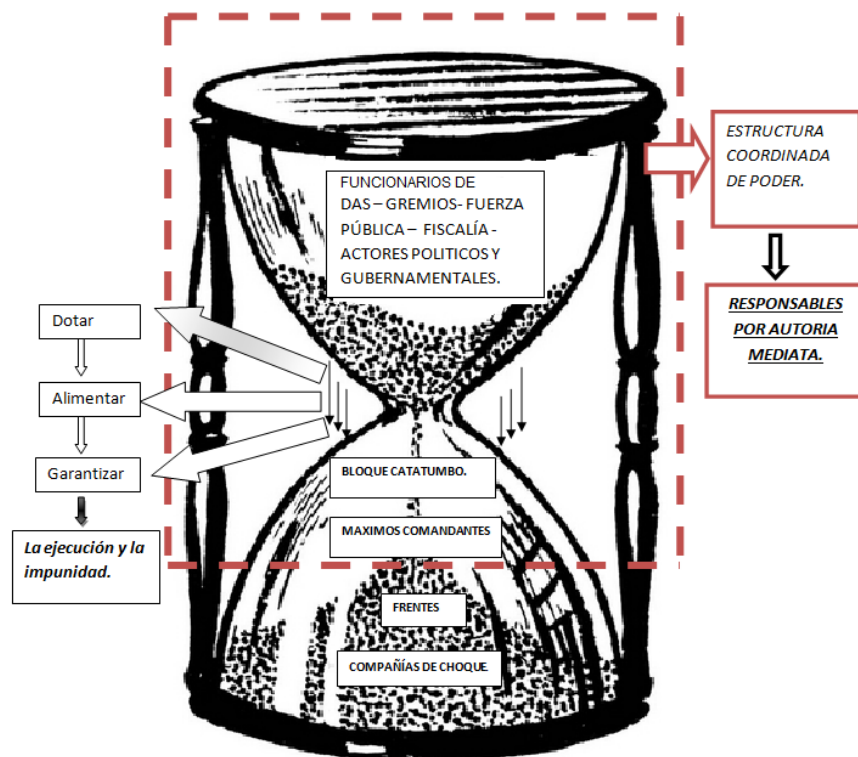 FUNCIONARIOS DE
DAS – GREMIOS- FUERZA
PÚBLICA – FISCALÍA -
ACTORES POLITICOS Y
GUBERNAMENTALES.
ESTRUCTURA
COORDINADA
DE PODER.
RESPONSABLES
POR AUTORIA
MEDIATA.
Dotar
Alimentar
Garantizar
La ejecución y la
impunidad.
BLOQUE CATATUMBO.
MAXIMOS COMANDANTES
FRENTES
COMPAÑÍAS DE CHOQUE.